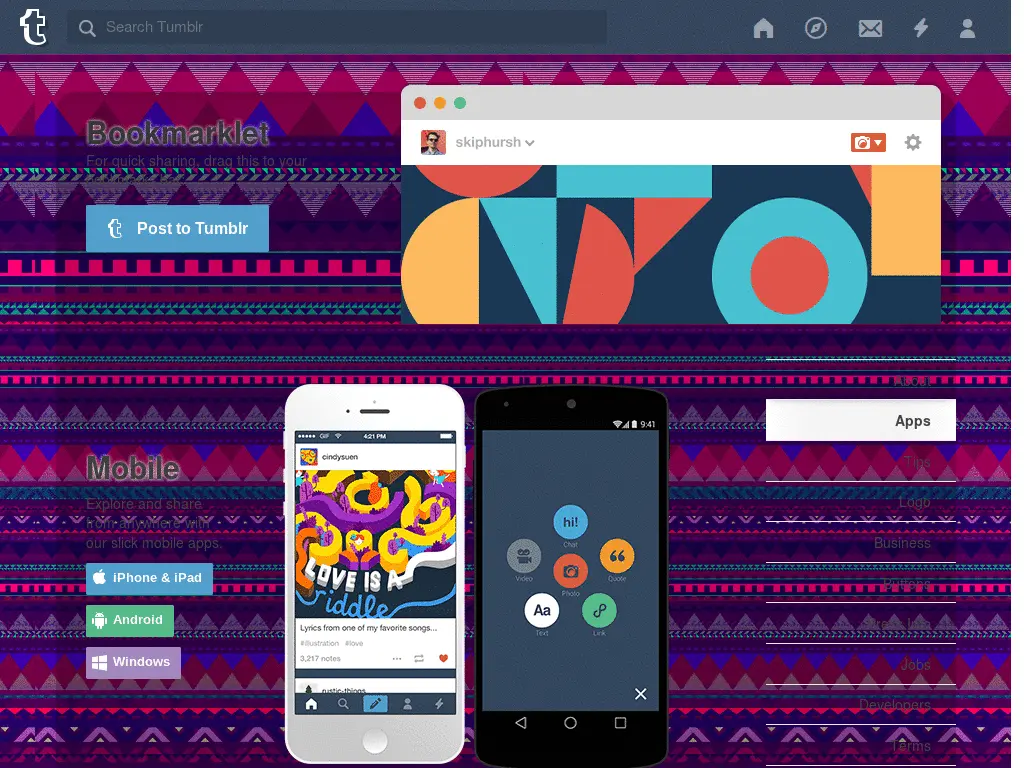 t
Search Tumblr
Bookmarklet
For quick sharing, drag this to your
Post to Tumblr
skiphursh
Mobile
Explore and share
from anywhere with
our slick mobile apps.
iPhone & iPad
Android
Windows
GIF
4:21 PM
cindysuen
LOVE IS A
riddle
Lyrics from one of my favorite songs...
#illustration #love
3,217 notes
rustic-things
9:41
hi!
Chat
Video
Quote
Photo
Aa
Text
Link
About
Apps
Tips
Logo
Business
Buttons
Press Info
Jobs
Developers
Terms